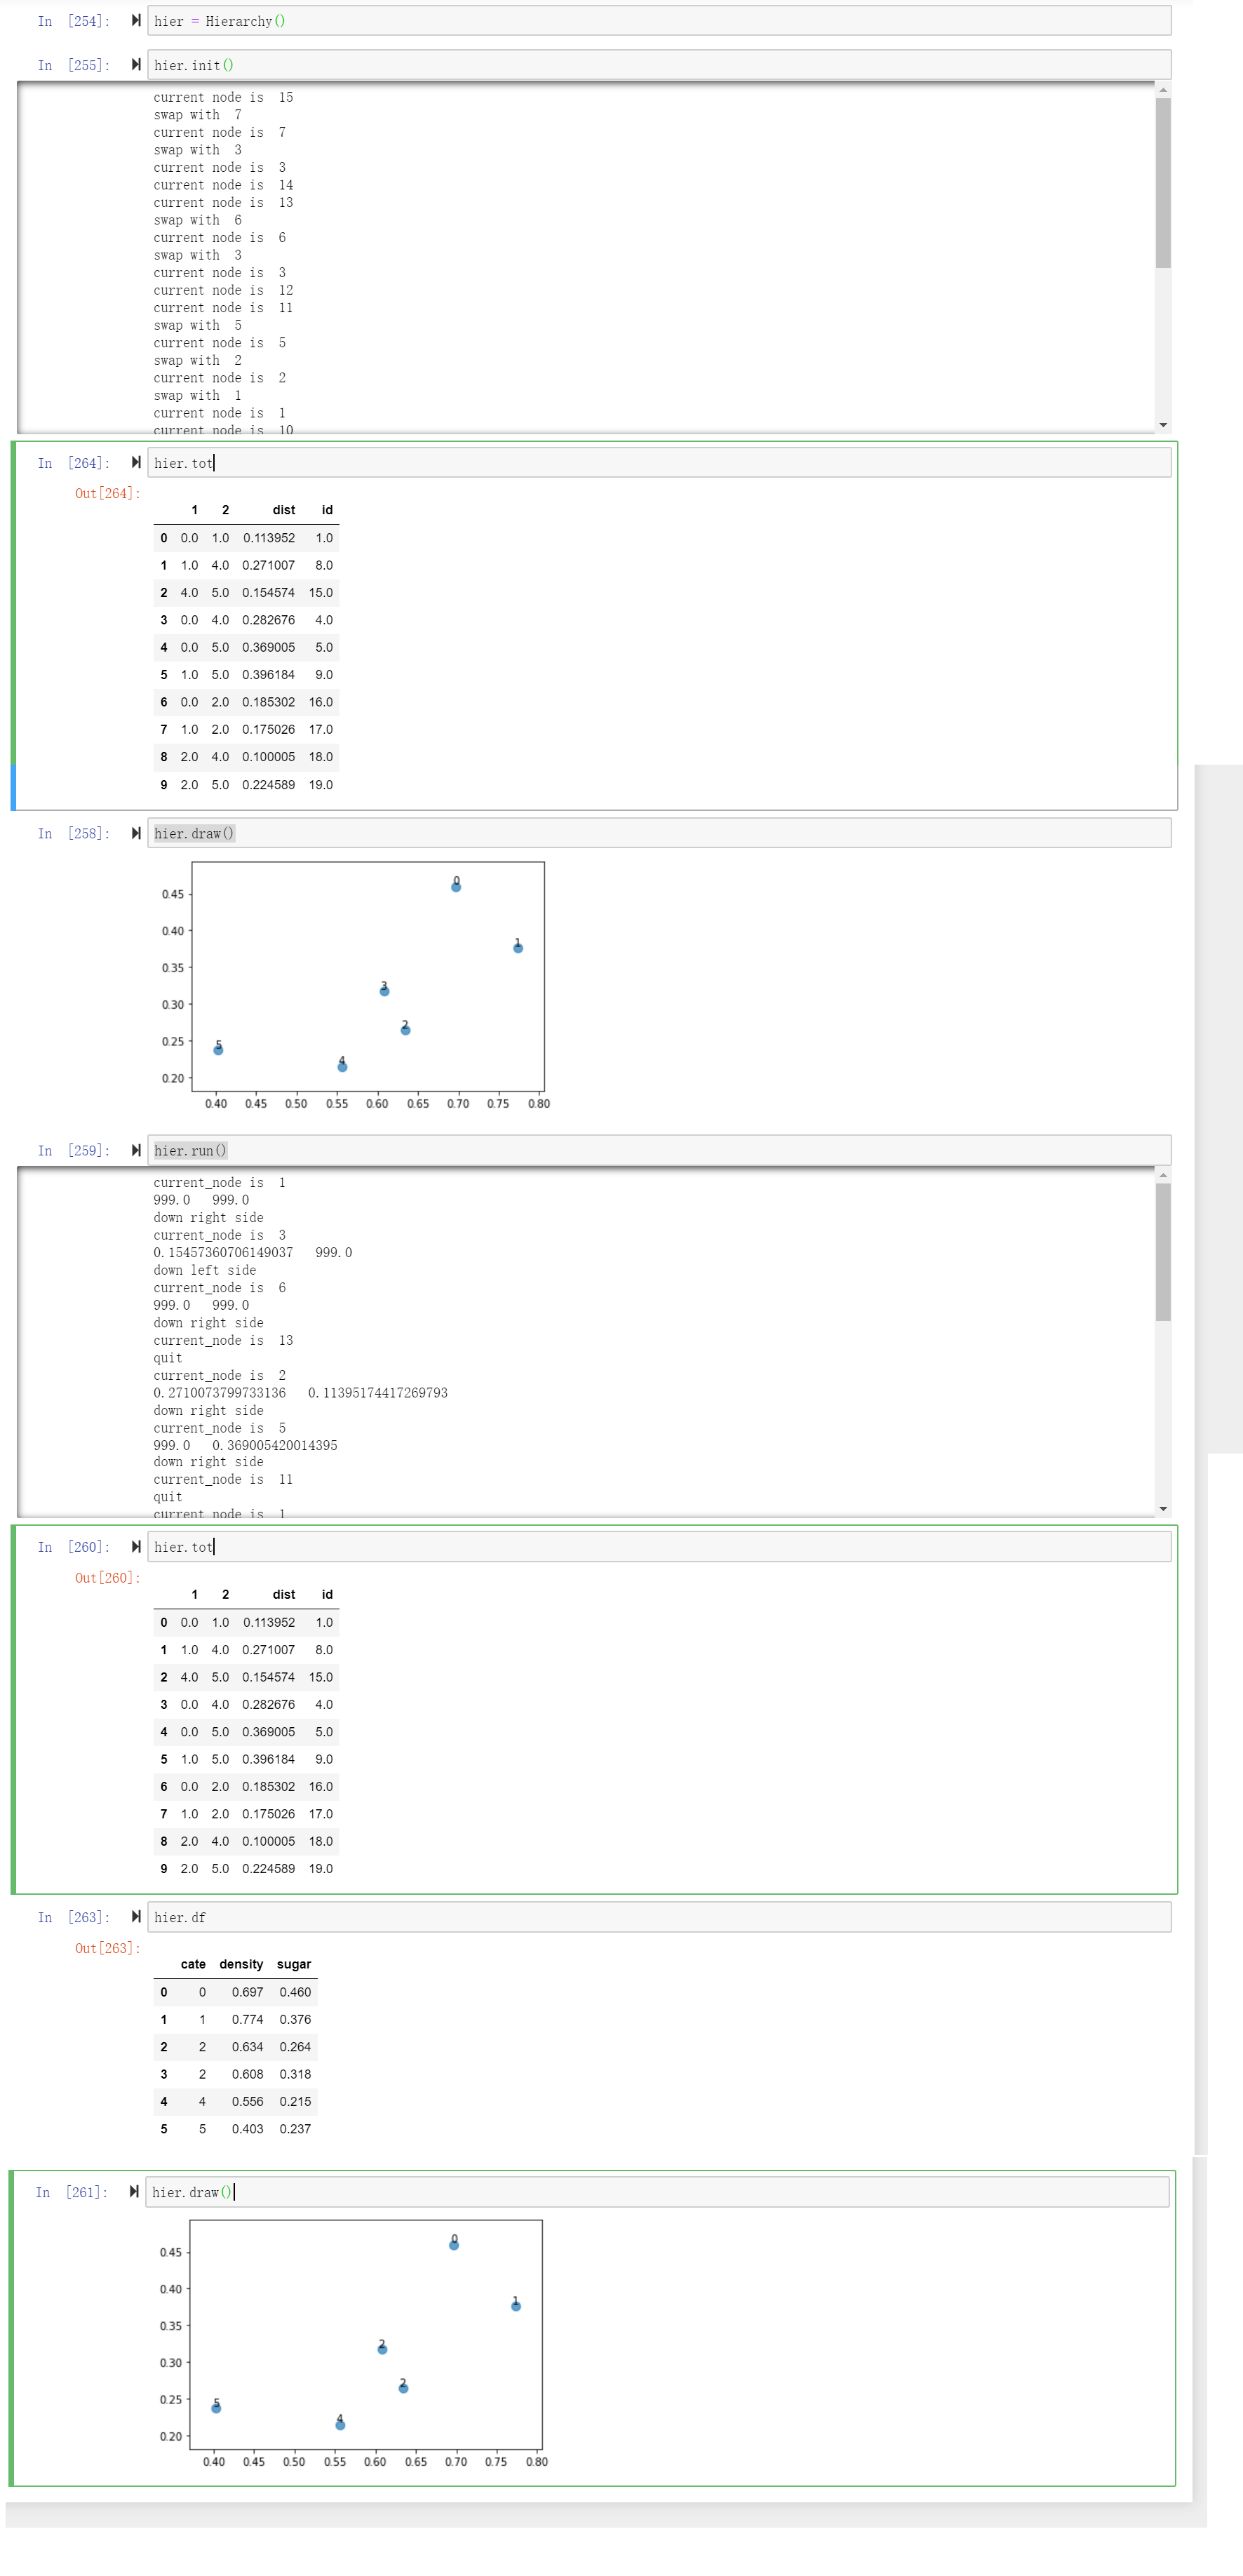 In [254]: hier = Hierarchy()
In [255]: hier.init()
current node is 15
swap with 7
current node is 7
swap with 3
current node is 3
current node is 14
current node is 13
swap with 6
current node is 6
swap with 3
current node is 3
current node is 12
current node is 11
swap with 5
current node is 5
swap with 2
current node is 2
swap with 1
current node is 1
current node is 10
In [264]: hier.tot
Out[264]:
1 2 dist id
0 0.0 1.0 0.113952 1.0
1 1.0 4.0 0.271007 8.0
2 4.0 5.0 0.154574 15.0
3 0.0 4.0 0.282676 4.0
4 0.0 5.0 0.369005 5.0
5 1.0 5.0 0.396184 9.0
6 0.0 2.0 0.185302 16.0
7 1.0 2.0 0.175026 17.0
8 2.0 4.0 0.100005 18.0
9 2.0 5.0 0.224589 19.0
In [258]: hier.draw()
0
0.45
0.40
1
0.35
3
0.30
2
0.25
5
4
0.20
0.40 0.45 0.50 0.55 0.60 0.65 0.70 0.75 0.80
In [259]: hier.run()
current_node is 1
999.0 999.0
down right side
current_node is 3
0.15457360706149037 999.0
down left side
current_node is 6
999.0 999.0
down right side
current_node is 13
quit
current_node is 2
0.2710073799733136 0.11395174417269793
down right side
current_node is 5
999.0 0.369005420014395
down right side
current_node is 11
quit
current_node is 1
In [260]: hier.tot
Out[260]:
1 2 dist id
0 0.0 1.0 0.113952 1.0
1 1.0 4.0 0.271007 8.0
2 4.0 5.0 0.154574 15.0
3 0.0 4.0 0.282676 4.0
4 0.0 5.0 0.369005 5.0
5 1.0 5.0 0.396184 9.0
6 0.0 2.0 0.185302 16.0
7 1.0 2.0 0.175026 17.0
8 2.0 4.0 0.100005 18.0
9 2.0 5.0 0.224589 19.0
In [263]: hier.df
Out[263]:
cate density sugar
0 0 0.697 0.460
1 1 0.774 0.376
2 2 0.634 0.264
3 2 0.608 0.318
4 4 0.556 0.215
5 5 0.403 0.237
In [261]: hier.draw()
0
0.45
0.40
1
0.35
2
0.30
2
0.25
5
4
0.20
0.40 0.45 0.50 0.55 0.60 0.65 0.70 0.75 0.80